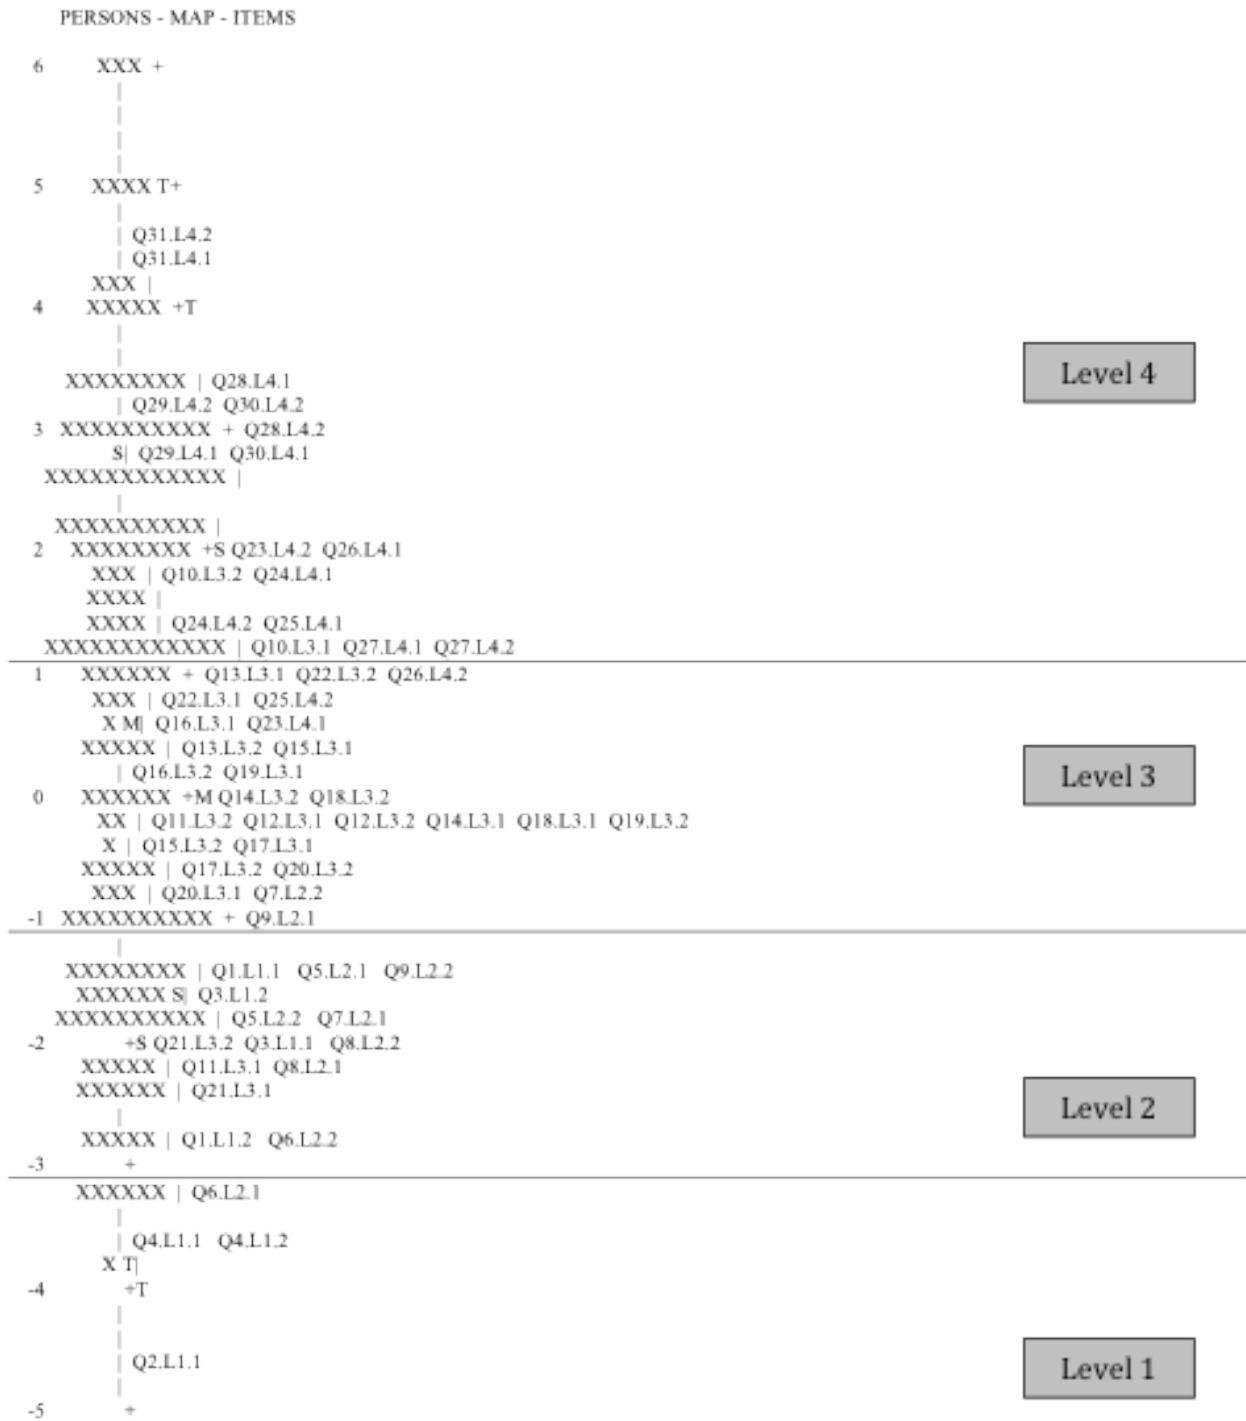 PERSONS - MAP - ITEMS
6 XXX +
|
|
|
|
5 XXXX T+
|
| Q31.L4.2
| Q31.L4.1
XXX |
4 XXXXX +T
|
|
XXXXXXXX | Q28.L4.1
Level 4
| Q29.L4.2 Q30.L4.2
3 XXXXXXXXXX + Q28.L4.2
S| Q29.L4.1 Q30.L4.1
XXXXXXXXXXXX |
|
XXXXXXXXXX |
2 XXXXXXXX +S Q23.L4.2 Q26.L4.1
XXX | Q10.L3.2 Q24.L4.1
XXXX |
XXXX | Q24.L4.2 Q25.L4.1
XXXXXXXXXXXX | Q10.L3.1 Q27.L4.1 Q27.L4.2
1 XXXXXX + Q13.L3.1 Q22.L3.2 Q26.L4.2
XXX | Q22.L3.1 Q25.L4.2
X M| Q16.L3.1 Q23.L4.1
XXXXX | Q13.L3.2 Q15.L3.1
| Q16.L3.2 Q19.L3.1
Level 3
0 XXXXXX +M Q14.L3.2 Q18.L3.2
XX | Q11.L3.2 Q12.L3.1 Q12.L3.2 Q14.L3.1 Q18.L3.1 Q19.L3.2
X | Q15.L3.2 Q17.L3.1
XXXXX | Q17.L3.2 Q20.L3.2
XXX | Q20.L3.1 Q7.L2.2
-1 XXXXXXXXXX + Q9.L2.1
|
XXXXXXXX | Q1.L1.1 Q5.L2.1 Q9.L2.2
XXXXXX S| Q3.L1.2
XXXXXXXXXX | Q5.L2.2 Q7.L2.1
-2 +S Q21.L3.2 Q3.L1.1 Q8.L2.2
XXXXX | Q11.L3.1 Q8.L2.1
XXXXXX | Q21.L3.1
|
Level 2
XXXXX | Q1.L1.2 Q6.L2.2
-3 +
XXXXXX | Q6.L2.1
|
| Q4.L1.1 Q4.L1.2
X T|
-4 +T
|
|
| Q2.L1.1
Level 1
|
-5 +